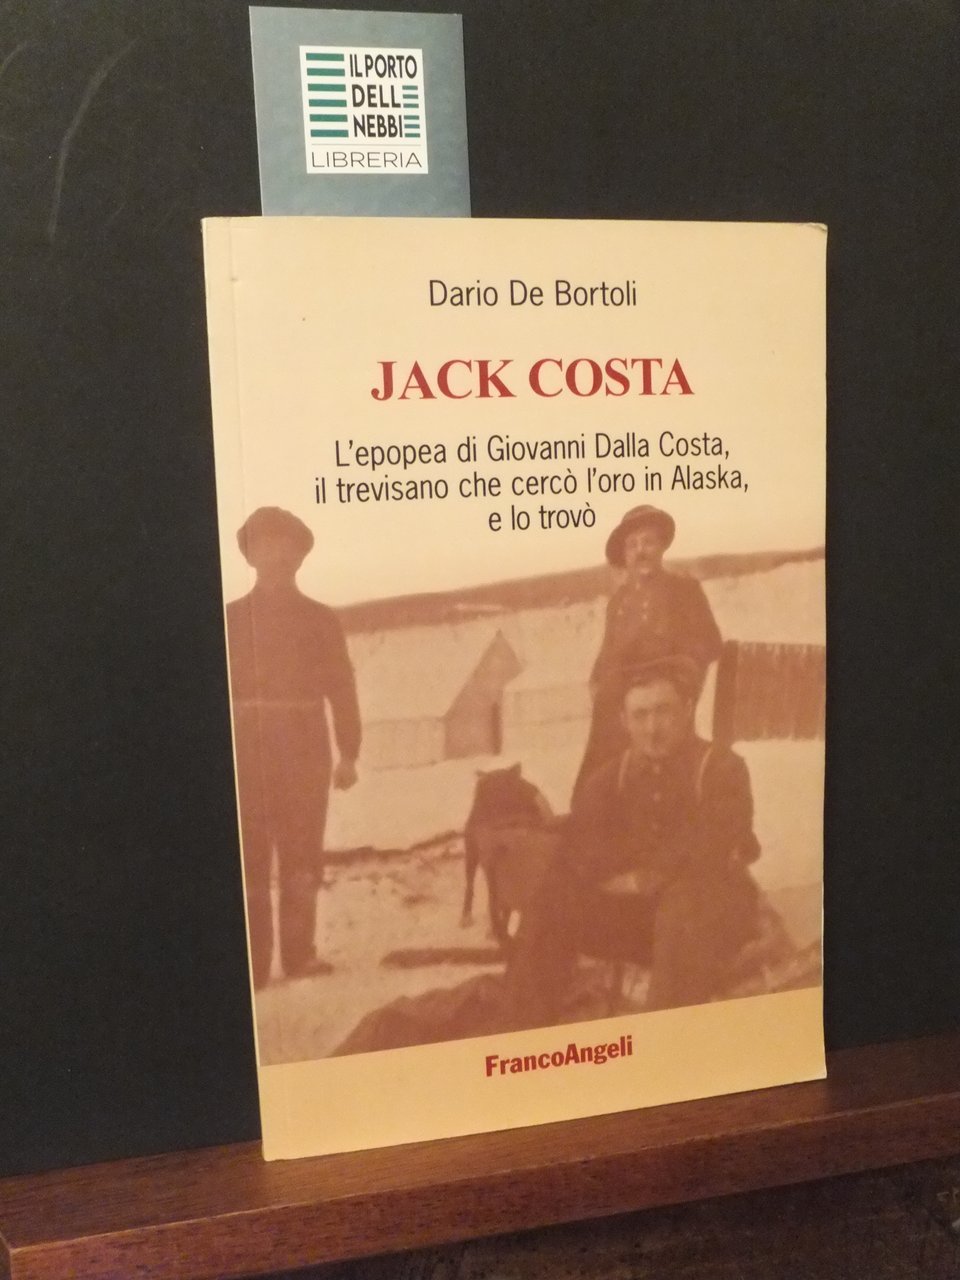 IL PORTO
DELLE
NEBBIE
LIBRERIA
Dario De Bortoli
JACK COSTA
L'epopea di Giovanni Dalla Costa,
il trevisano che cercò l'oro in Alaska,
e lo trovò
FrancoAngeli